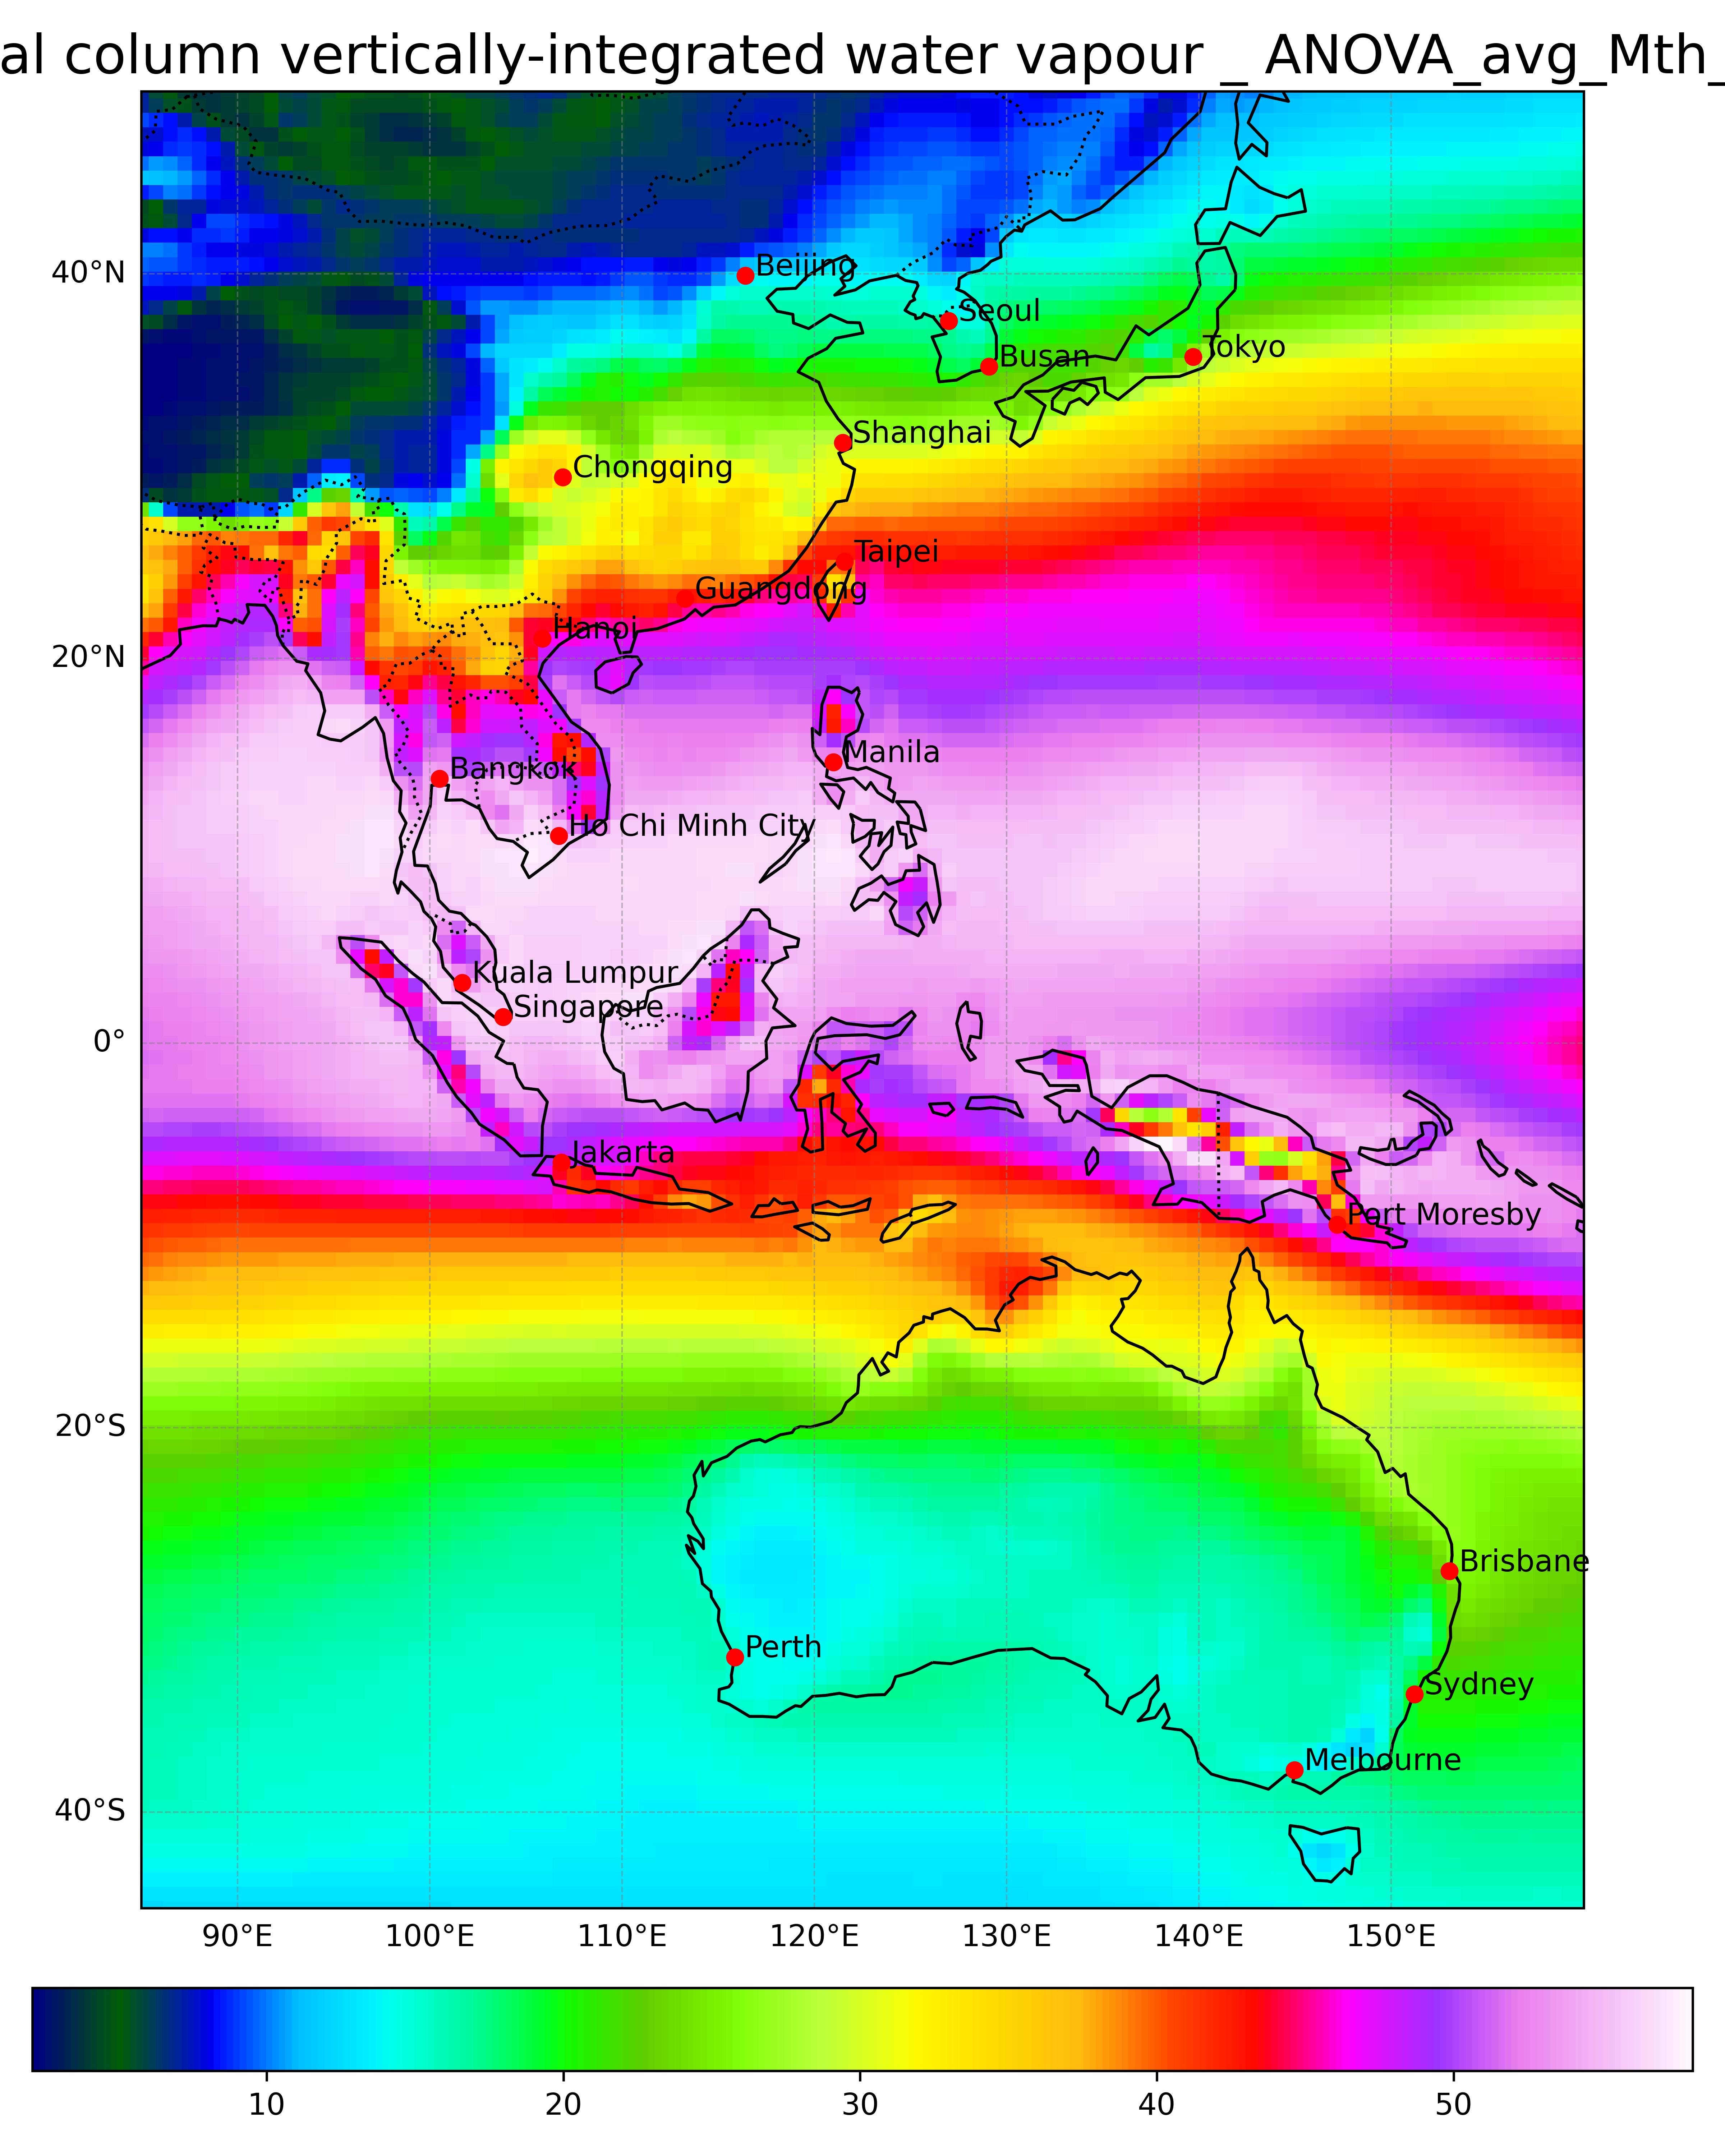 al column vertically-integrated water vapour _ ANOVA_avg_Mth_
40°N
20°N
0°
20°S
40°S
Beijing
Seoul
Tokyo
Busan
Shanghai
Chongqing
Taipei
Guangdong
Hanoi
Manila
Bangkok
Ho Chi Minh City
Kuala Lumpur
Singapore
Jakarta
Port Moresby
Brisbane
Perth
Sydney
Melbourne
90°E 100°E 110°E 120°E 130°E 140°E 150°E
10 20 30 40 50